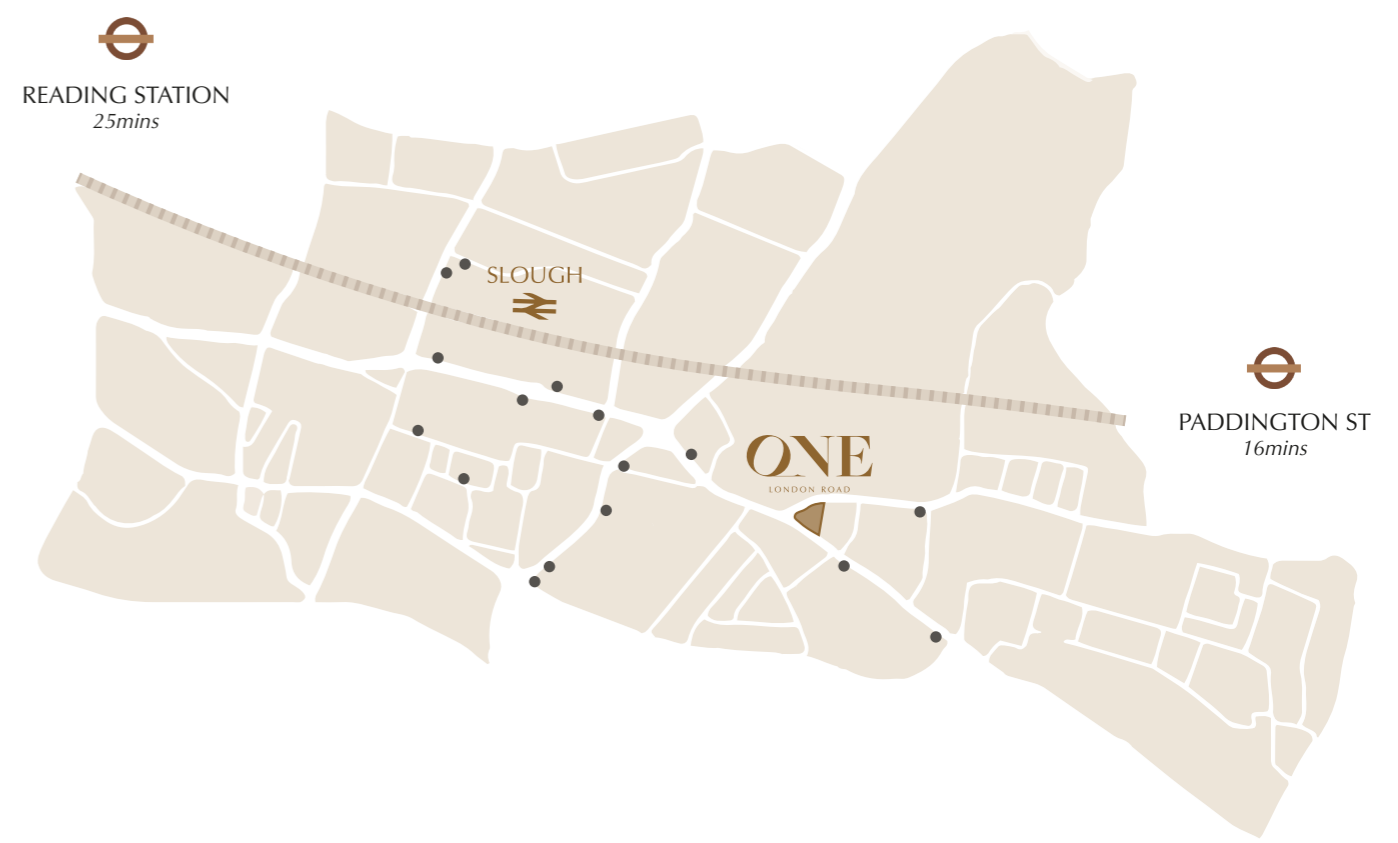 READING STATION
25mins
SLOUGH
PADDINGTON ST
16mins
ONE
LONDON ROAD